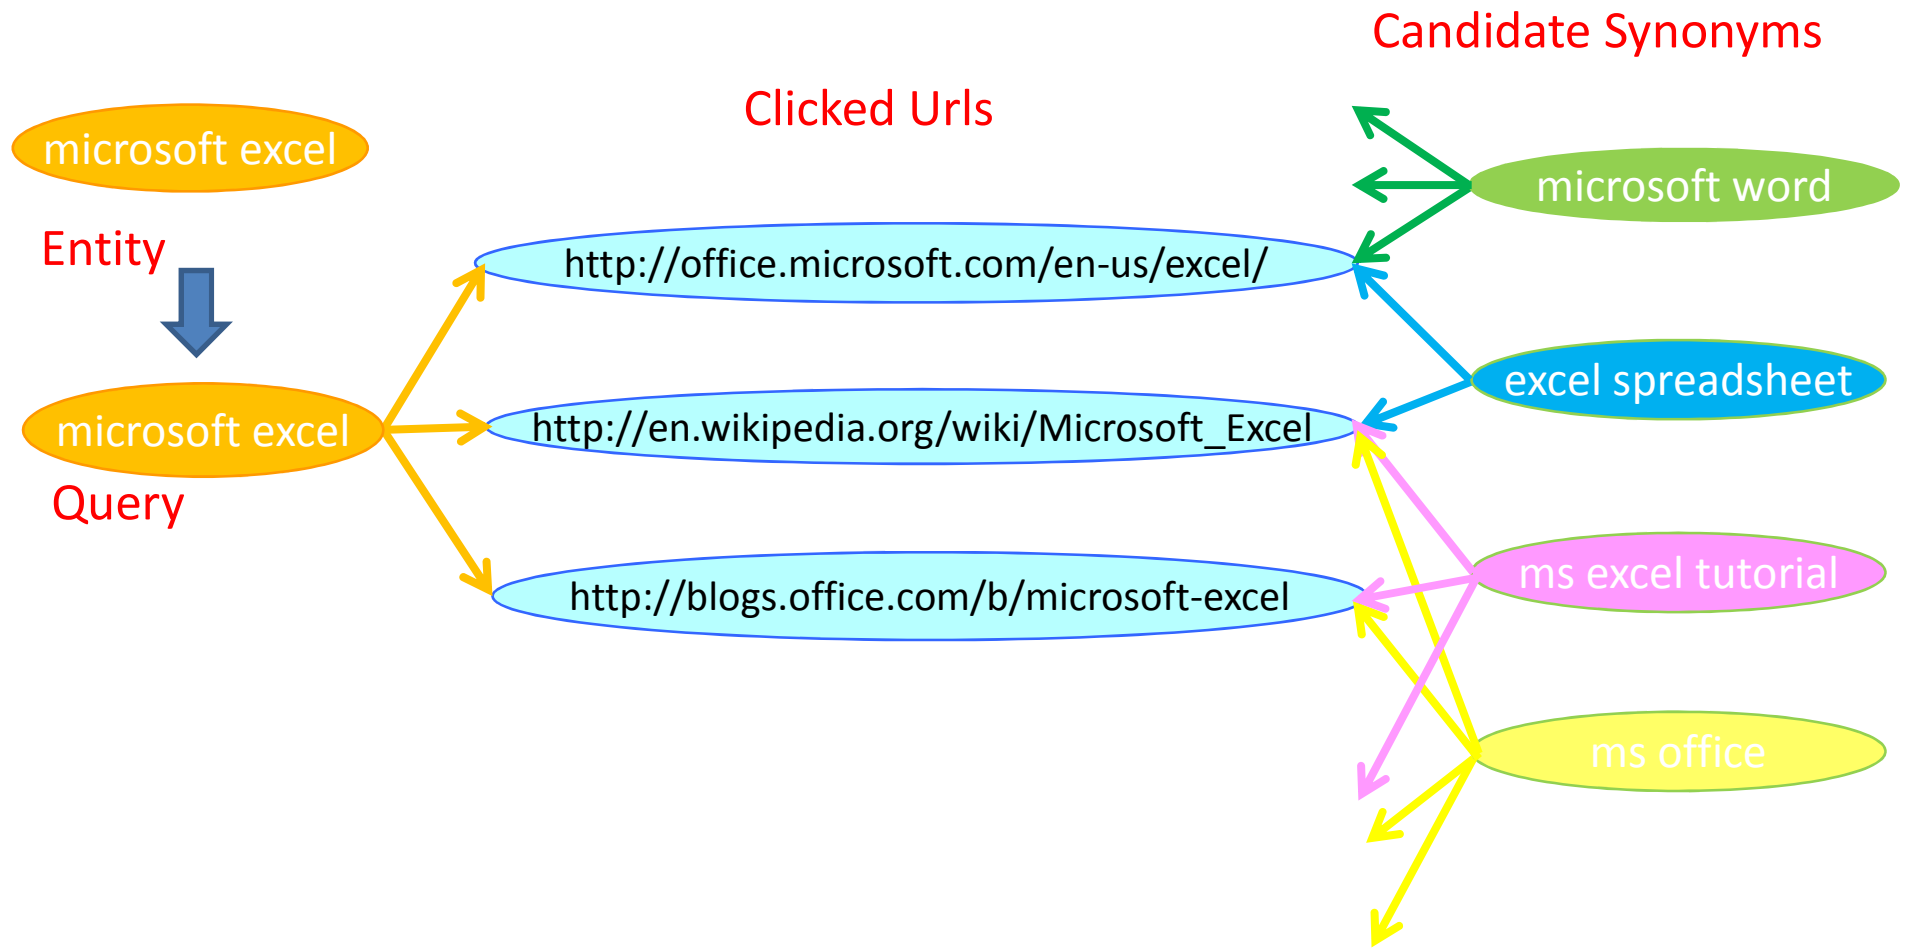 Candidate Synonyms
Clicked Urls
microsoft excel
microsoft word
Entity
http://office.microsoft.com/en-us/excel/
excel spreadsheet
microsoft excel
http://en.wikipedia.org/wiki/Microsoft_Excel
Query
ms excel tutorial
http://blogs.office.com/b/microsoft-excel
ms office